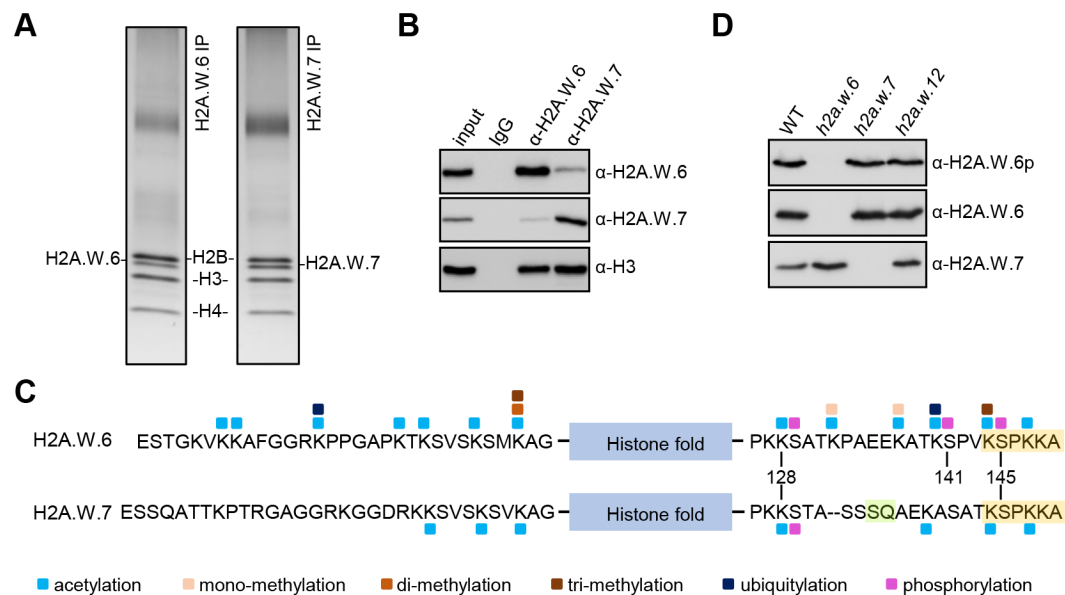 A
H2A.W.6 IP
H2A.W.7 IP
H2A.W.6-
-H2B-
-H2A.W.7
-H3-
-H4-
B
input
IgG
α-H2A.W.6
α-H2A.W.7
α-H2A.W.6
α-H2A.W.7
α-H3
D
WT
h2a.w.6
h2a.w.7
h2a.w.12
α-H2A.W.6p
α-H2A.W.6
α-H2A.W.7
C
H2A.W.6 ESTGKVKKAFGGRKPPGAPKTKSVSKSMKAG Histone fold PKKSATKPAEEKATKSPVKSPKKA
128 141 145
H2A.W.7 ESSQATTKPTRGAGGRKGGDRKKSVSKSVKAG Histone fold PKKSTA--SSSQAEKASATKSPKKA
acetylation mono-methylation di-methylation tri-methylation ubiquitylation phosphorylation